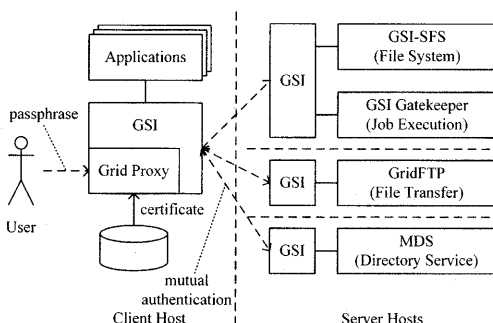 Applications
GSI
Grid Proxy
passphrase
User
certificate
mutual
authentication
Client Host
GSI
GSI-SFS
(File System)
GSI Gatekeeper
(Job Execution)
GSI
GridFTP
(File Transfer)
GSI
MDS
(Directory Service)
Server Hosts